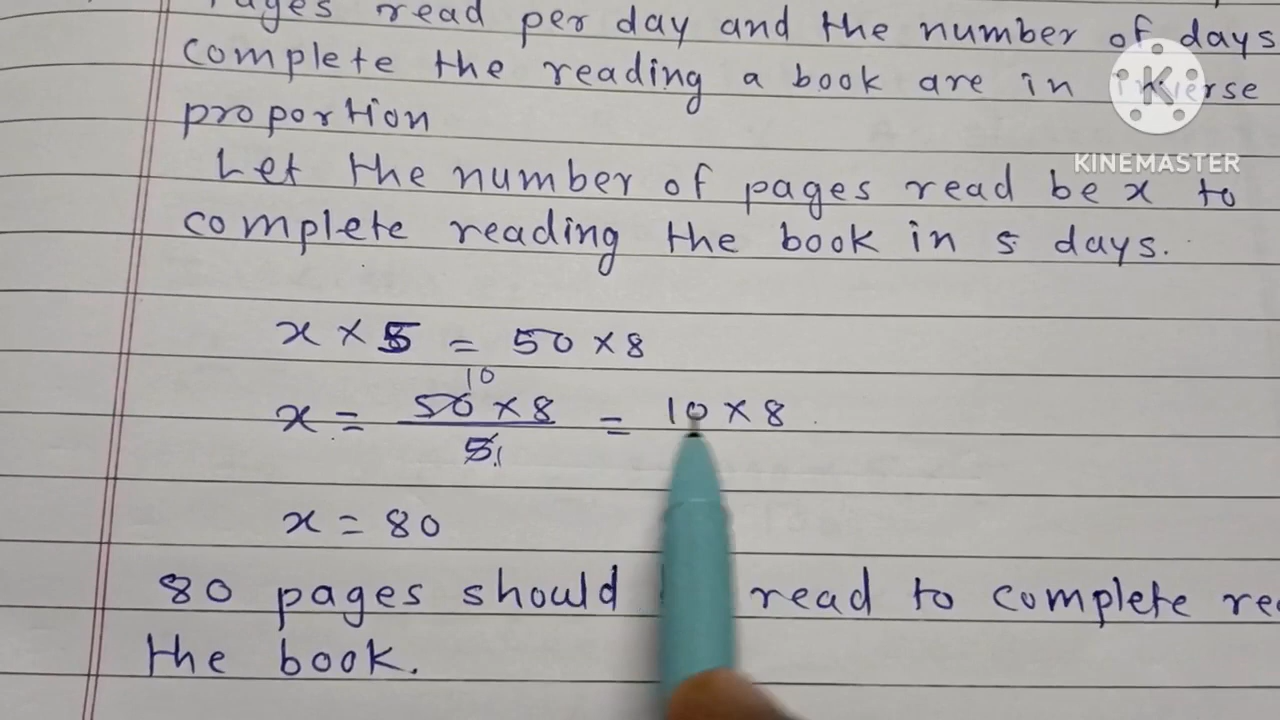 Pages read per day and the number of days
complete the reading a book are in inverse
proportion
KINEMASTER
Let the number of pages read be x to
complete reading the book in 5 days.
x × 5 = 50 × 8
10
x = 50 × 8 / 5 1 = 10 × 8
x = 80
80 pages should read to complete
the book.